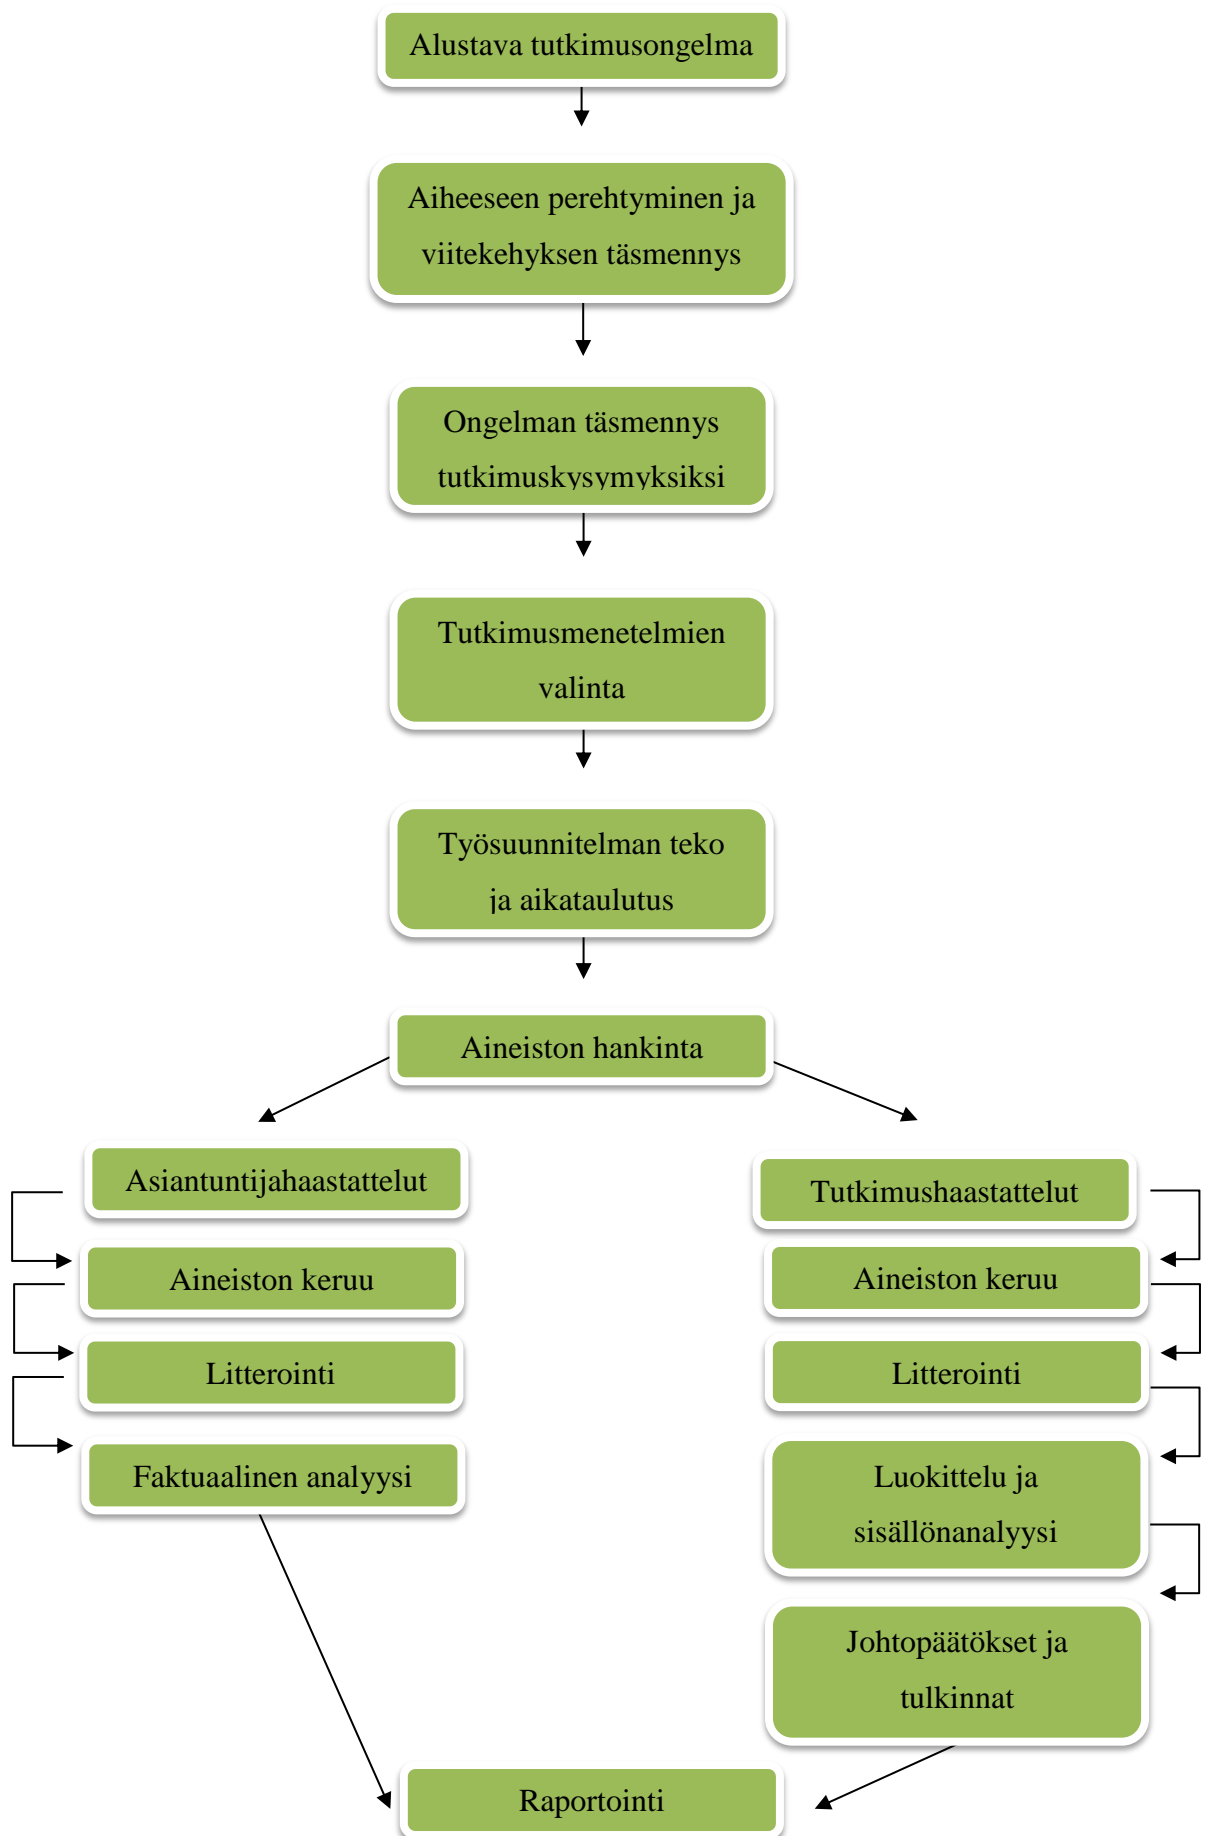 Alustava tutkimusongelma
Aiheeseen perehtyminen ja
viitekehyksen täsmennys
Ongelman täsmennys
tutkimuskysymyksiksi
Tutkimusmenetelmien
valinta
Työsuunnitelman teko
ja aikataulutus
Aineiston hankinta
Asiantuntijahaastattelut
Aineiston keruu
Litterointi
Faktuaalinen analyysi
Tutkimushaastattelut
Aineiston keruu
Litterointi
Luokittelu ja
sisällönanalyysi
Johtopäätökset ja
tulkinnat
Raportointi